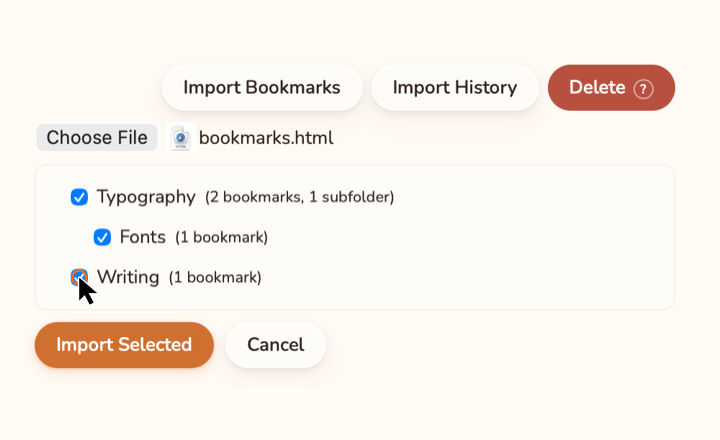 Import Bookmarks Import History Delete ?
Choose File bookmarks.html
Typography (2 bookmarks, 1 subfolder)
Fonts (1 bookmark)
Writing (1 bookmark)
Import Selected Cancel